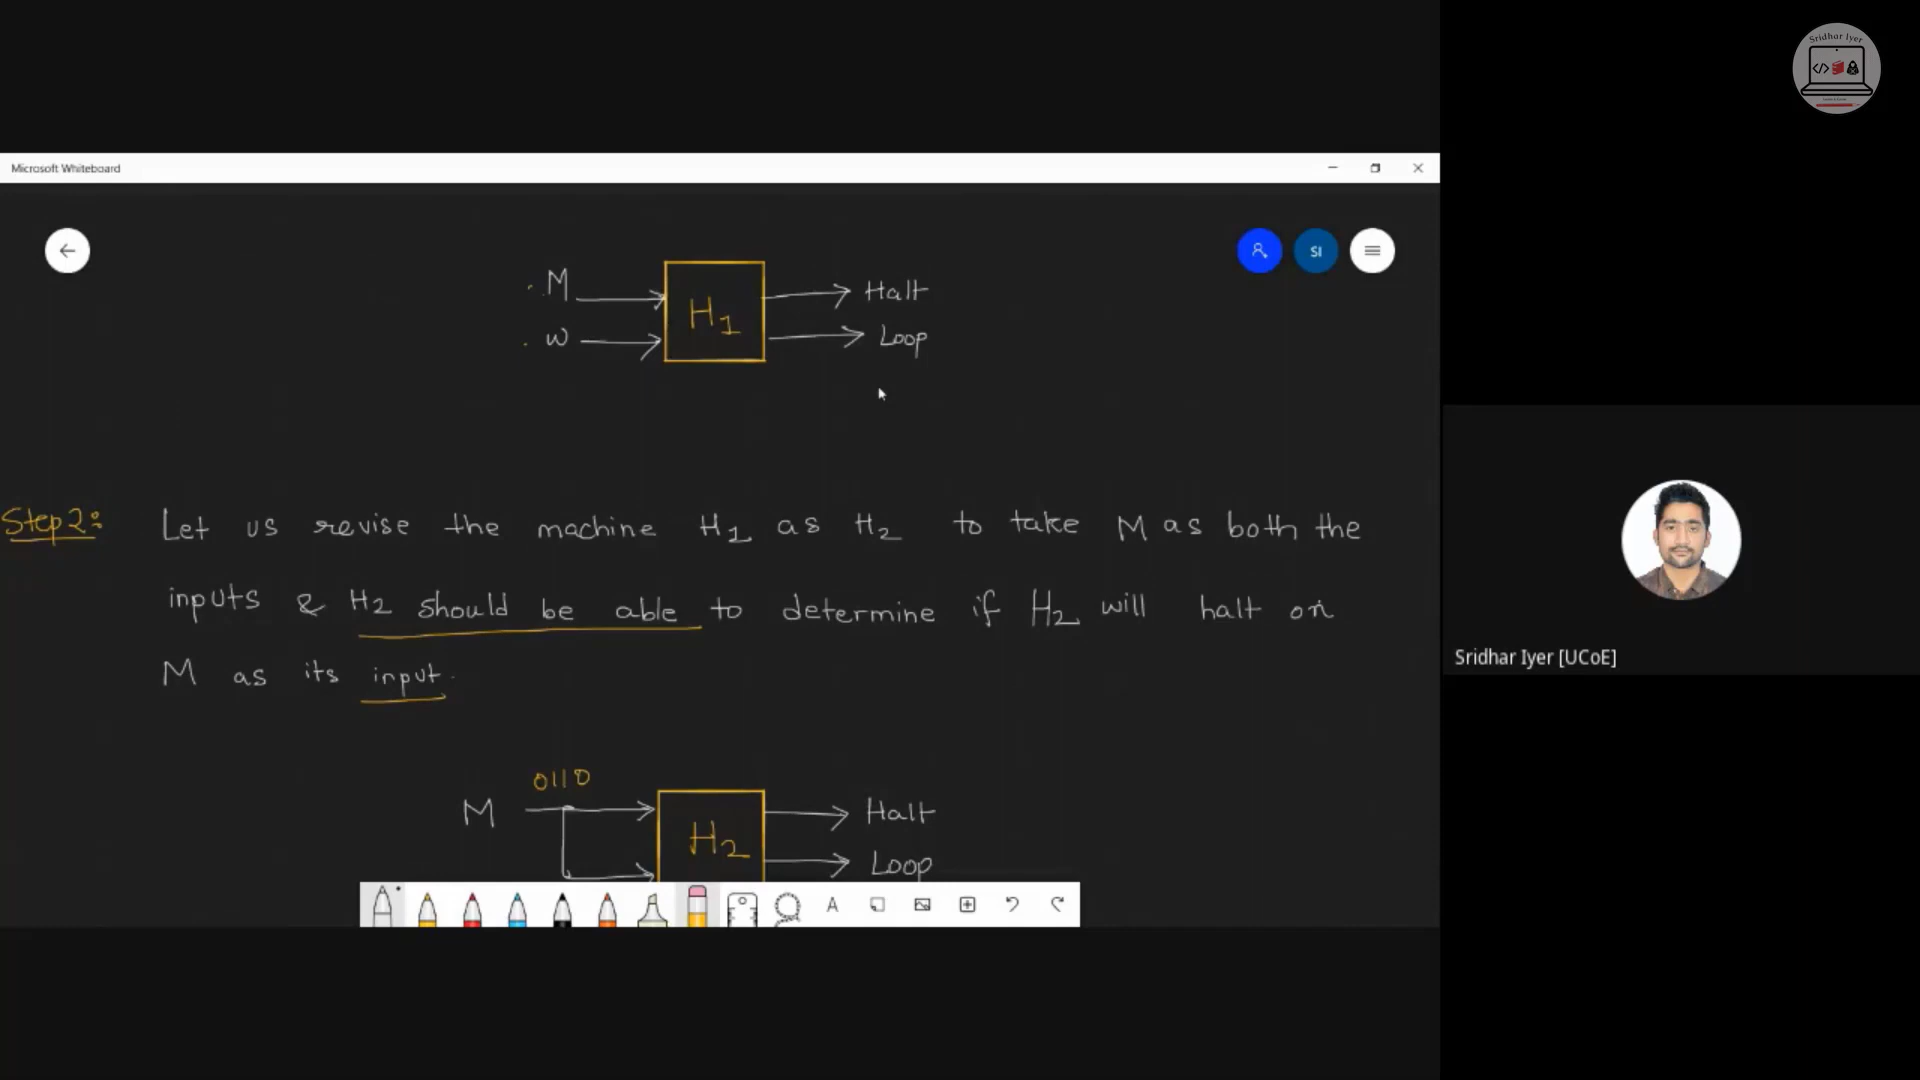 Sridhar Iyer
</>
Microsoft Whiteboard
SI
M
H1
Halt
w
Loop
Step 2: Let us revise the machine H1 as H2 to take M as both the
inputs & H2 should be able to determine if H2 will halt on
M as its input.
0110
M
H2
Halt
Loop
A
Sridhar Iyer [UCoE]